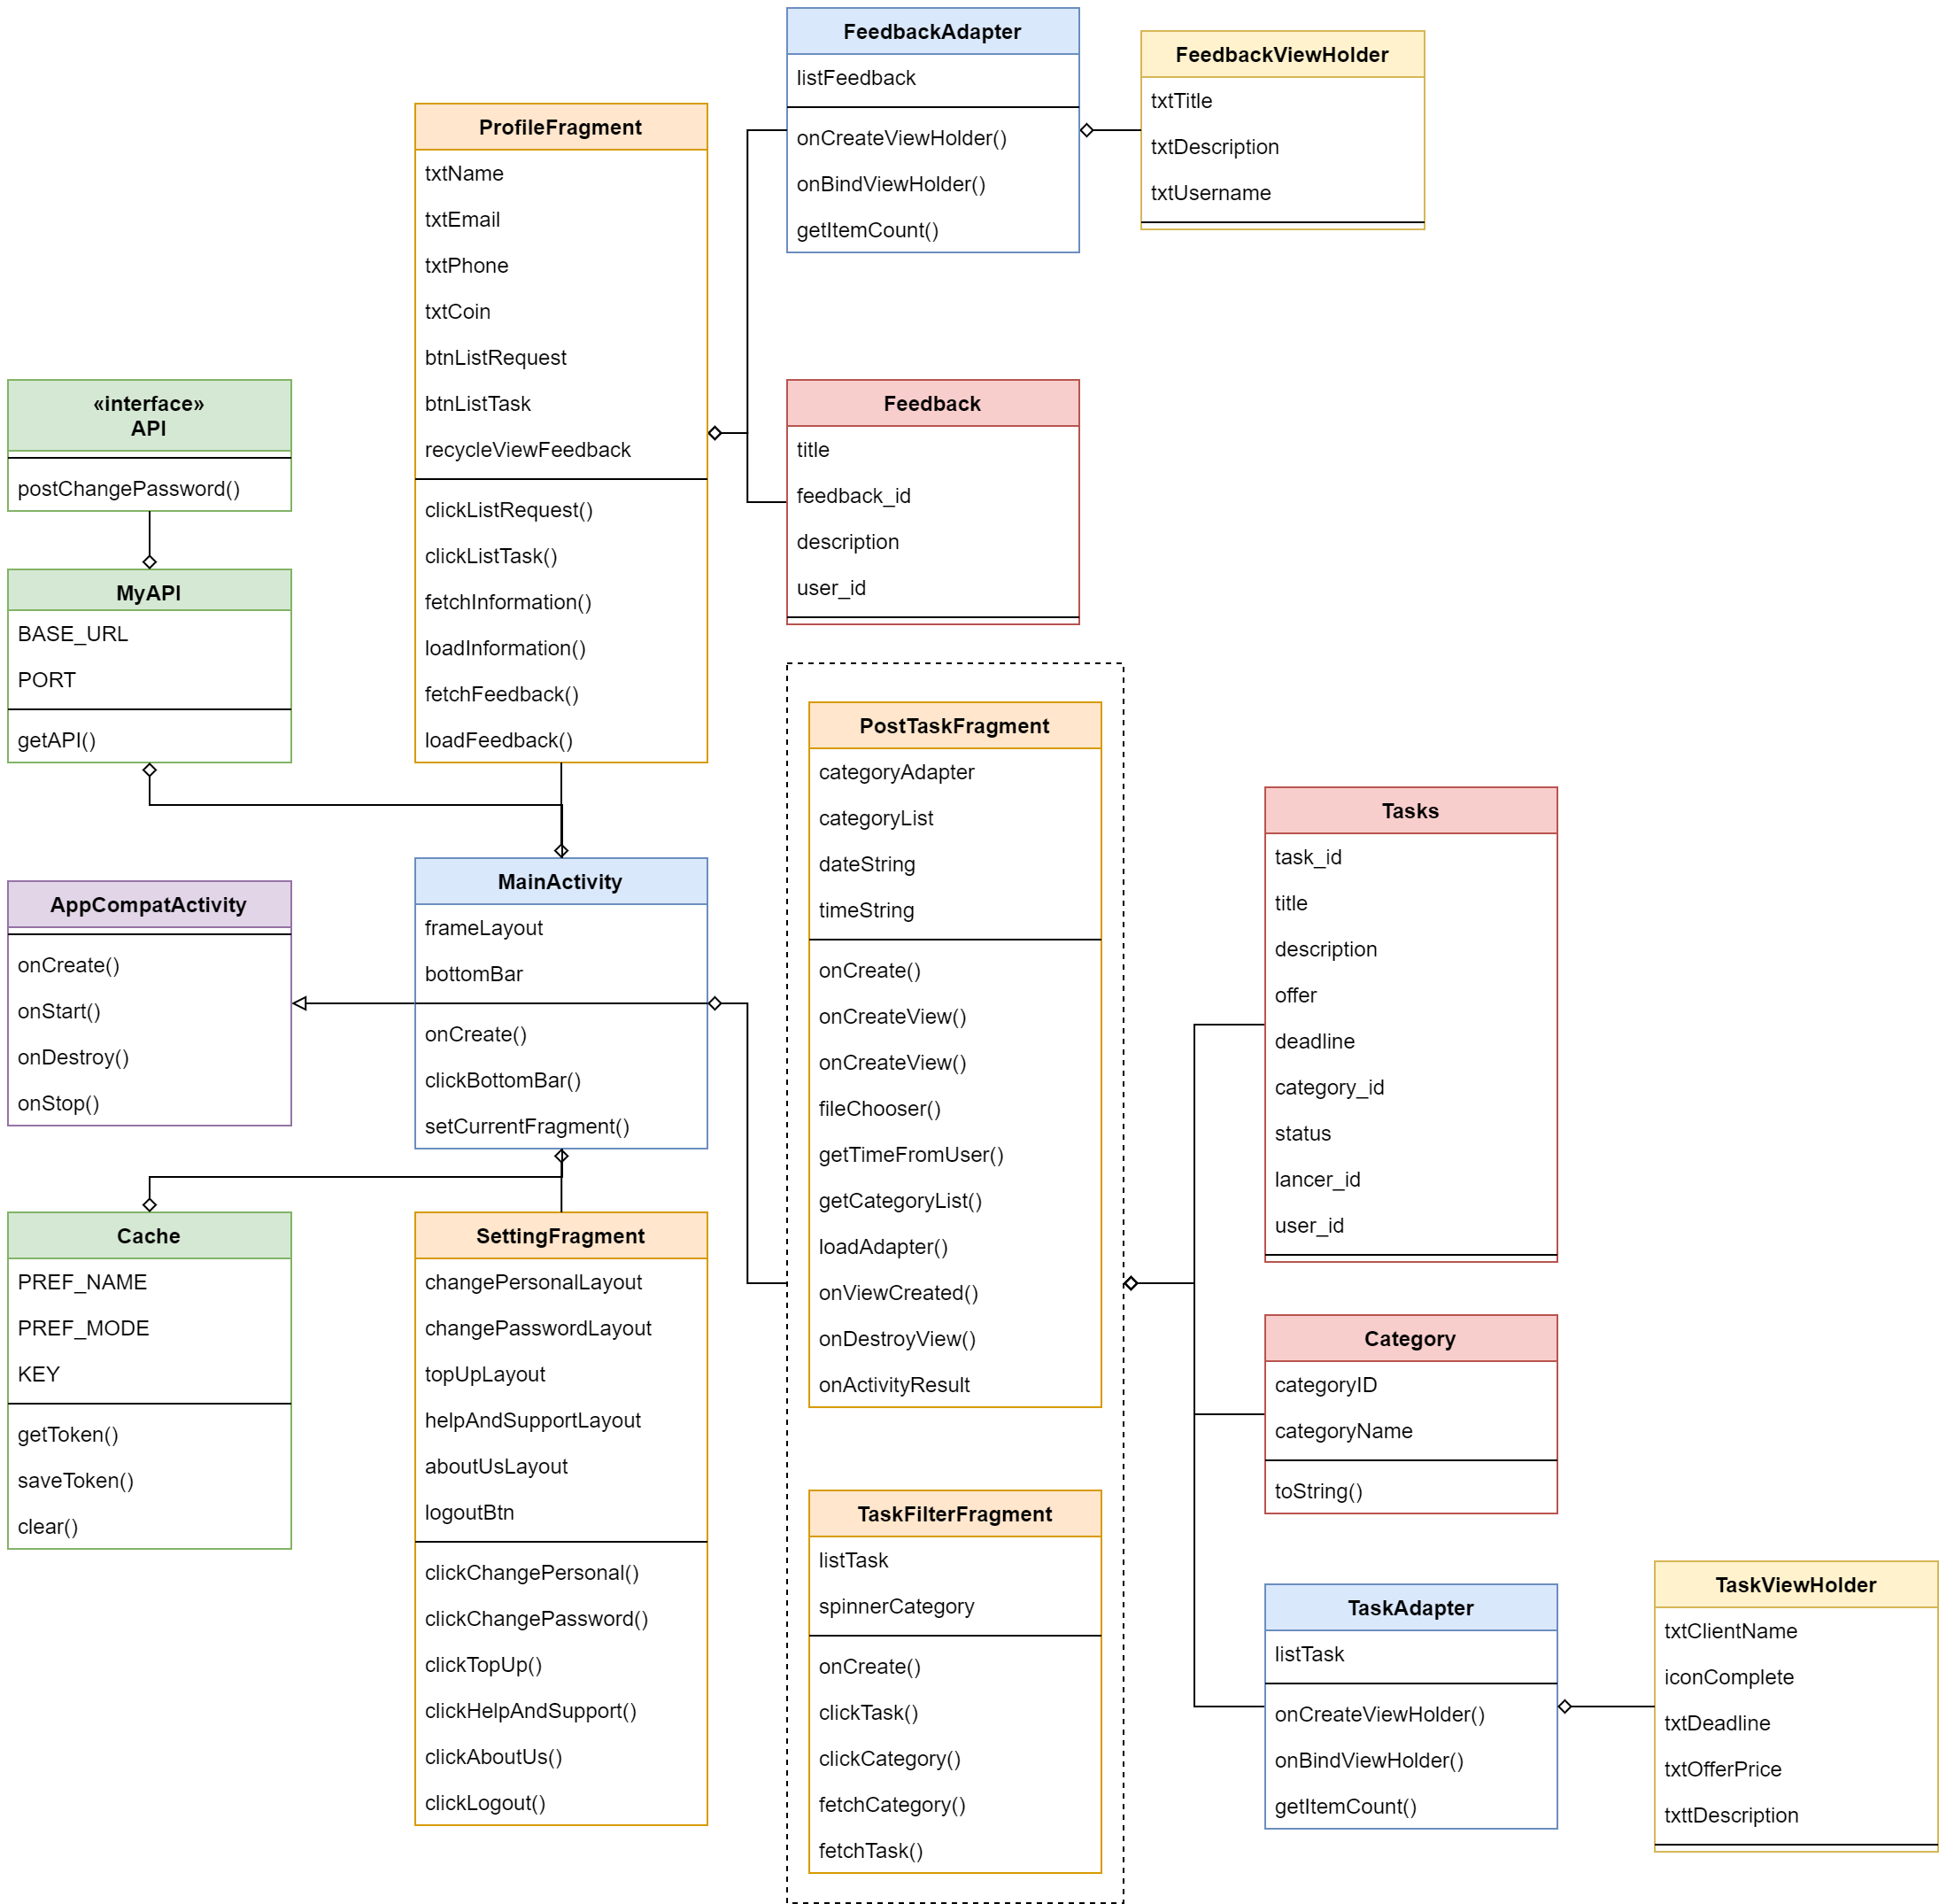 FeedbackAdapter
listFeedback
onCreateViewHolder()
onBindViewHolder()
getItemCount()
FeedbackViewHolder
txtTitle
txtDescription
txtUsername
ProfileFragment
txtName
txtEmail
txtPhone
txtCoin
btnListRequest
btnListTask
recycleViewFeedback
clickListRequest()
clickListTask()
fetchInformation()
loadInformation()
fetchFeedback()
loadFeedback()
«interface»
API
postChangePassword()
Feedback
title
feedback_id
description
user_id
MyAPI
BASE_URL
PORT
getAPI()
PostTaskFragment
categoryAdapter
categoryList
dateString
timeString
onCreate()
onCreateView()
onCreateView()
fileChooser()
getTimeFromUser()
getCategoryList()
loadAdapter()
onViewCreated()
onDestroyView()
onActivityResult
Tasks
task_id
title
description
offer
deadline
category_id
status
lancer_id
user_id
AppCompatActivity
onCreate()
onStart()
onDestroy()
onStop()
MainActivity
frameLayout
bottomBar
onCreate()
clickBottomBar()
setCurrentFragment()
Cache
PREF_NAME
PREF_MODE
KEY
getToken()
saveToken()
clear()
SettingFragment
changePersonalLayout
changePasswordLayout
topUpLayout
helpAndSupportLayout
aboutUsLayout
logoutBtn
clickChangePersonal()
clickChangePassword()
clickTopUp()
clickHelpAndSupport()
clickAboutUs()
clickLogout()
Category
categoryID
categoryName
toString()
TaskFilterFragment
listTask
spinnerCategory
onCreate()
clickTask()
clickCategory()
fetchCategory()
fetchTask()
TaskAdapter
listTask
onCreateViewHolder()
onBindViewHolder()
getItemCount()
TaskViewHolder
txtClientName
iconComplete
txtDeadline
txtOfferPrice
txttDescription